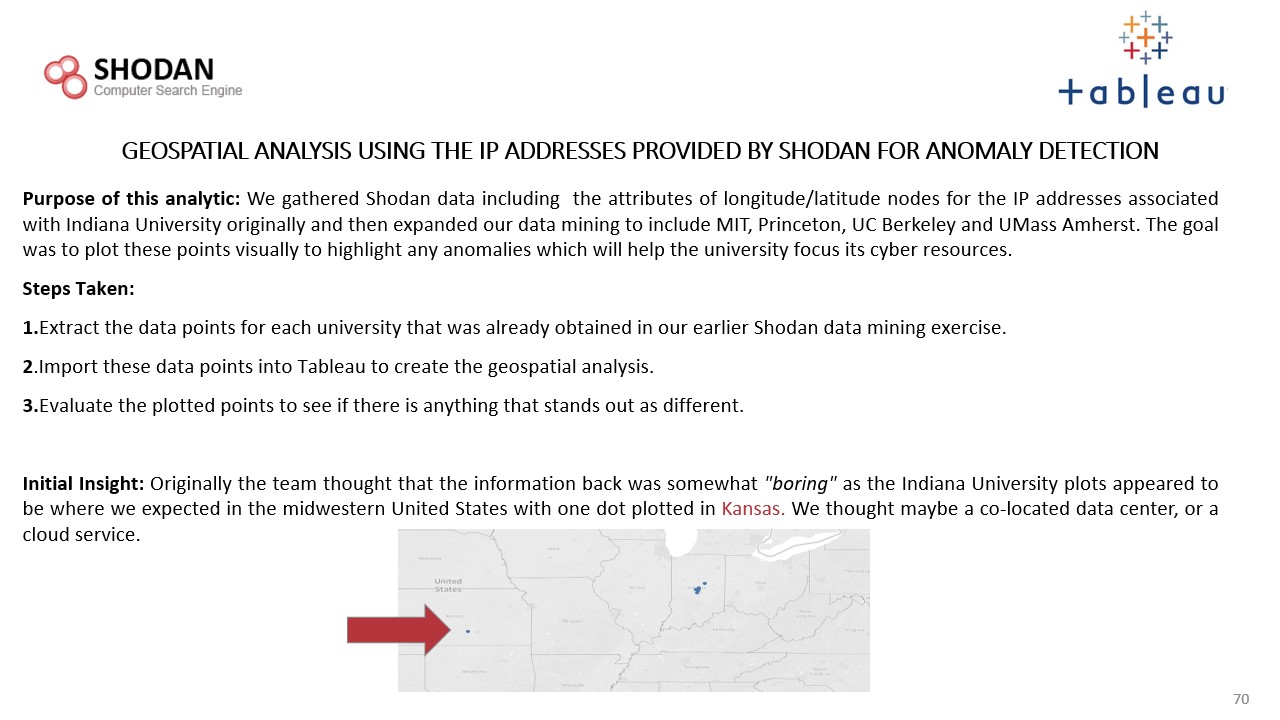 SHODAN
Computer Search Engine
+ableau
GEOSPATIAL ANALYSIS USING THE IP ADDRESSES PROVIDED BY SHODAN FOR ANOMALY DETECTION
Purpose of this analytic: We gathered Shodan data including  the attributes of longitude/latitude nodes for the IP addresses associated
with Indiana University originally and then expanded our data mining to include MIT, Princeton, UC Berkeley and UMass Amherst. The goal
was to plot these points visually to highlight any anomalies which will help the university focus its cyber resources.
Steps Taken:
1.Extract the data points for each university that was already obtained in our earlier Shodan data mining exercise.
2.Import these data points into Tableau to create the geospatial analysis.
3.Evaluate the plotted points to see if there is anything that stands out as different.
Initial Insight: Originally the team thought that the information back was somewhat "boring" as the Indiana University plots appeared to
be where we expected in the midwestern United States with one dot plotted in Kansas. We thought maybe a co-located data center, or a
cloud service.
United
States
70